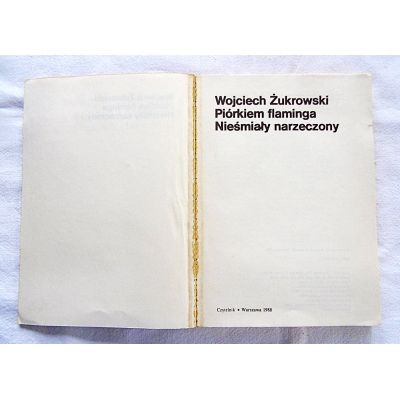 Wojciech Żukrowski
Piórkiem flaminga
Nieśmiały narzeczony
Czytelnik • Warszawa 1988